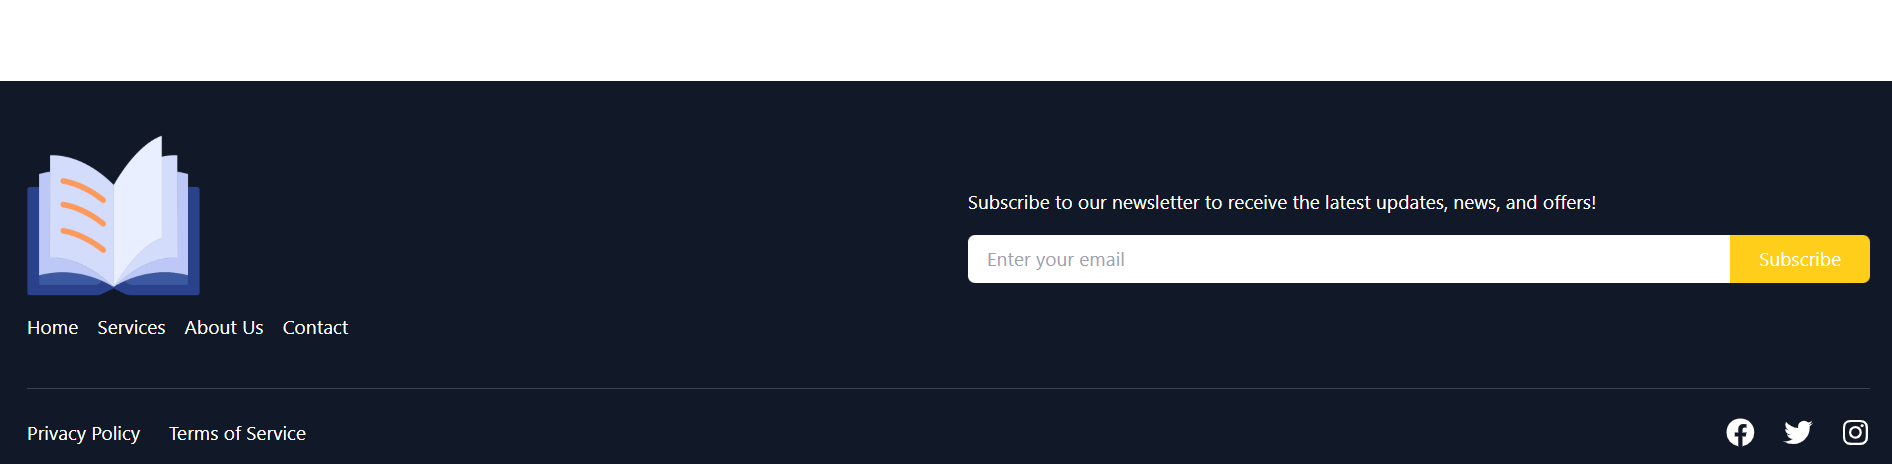 Subscribe to our newsletter to receive the latest updates, news, and offers!
Enter your email Subscribe
Home Services About Us Contact
Privacy Policy Terms of Service